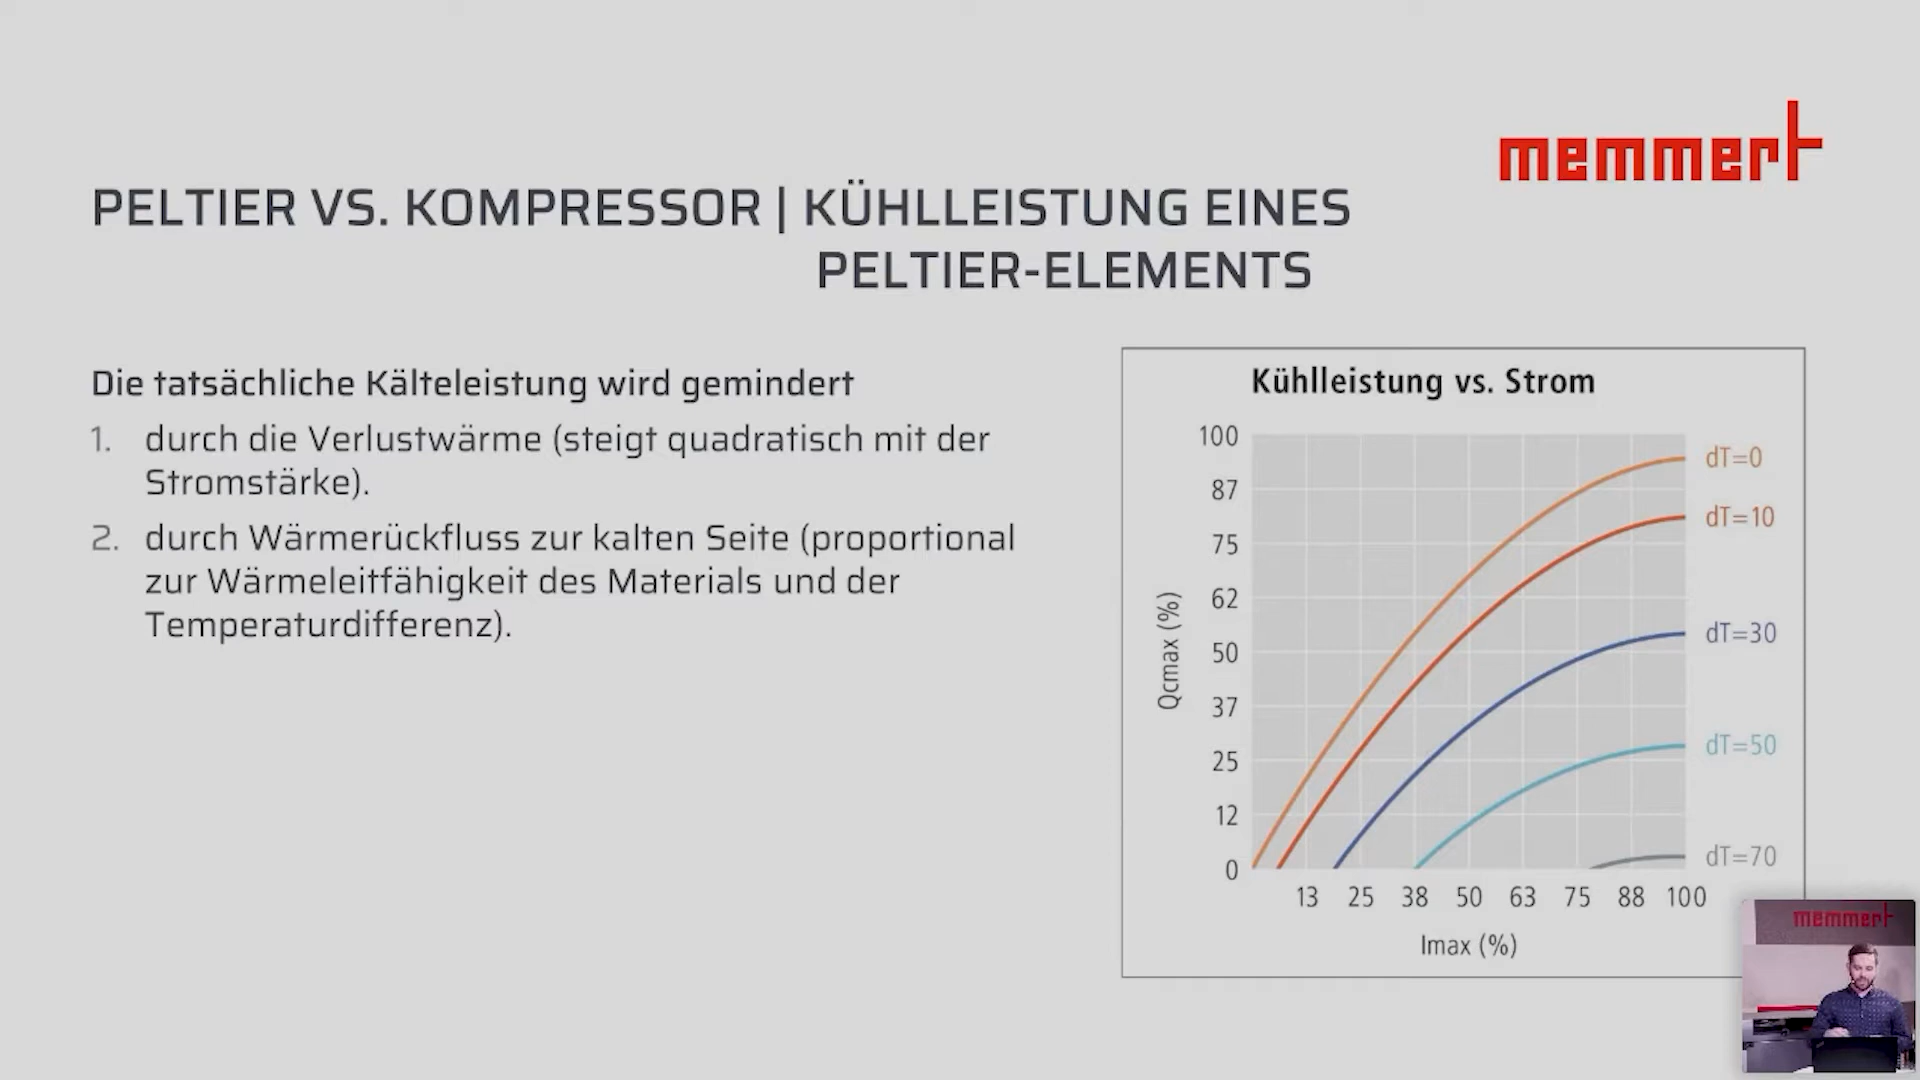 memmert
PELTIER VS. KOMPRESSOR | KÜHLLEISTUNG EINES
PELTIER-ELEMENTS
Die tatsächliche Kälteleistung wird gemindert
1. durch die Verlustwärme (steigt quadratisch mit der
Stromstärke).
2. durch Wärmerückfluss zur kalten Seite (proportional
zur Wärmeleitfähigkeit des Materials und der
Temperaturdifferenz).
Kühlleistung vs. Strom
Qcmax (%)
100
87
75
62
50
37
25
12
0
dT=0
dT=10
dT=30
dT=50
dT=70
13 25 38 50 63 75 88 100
Imax (%)
memmert